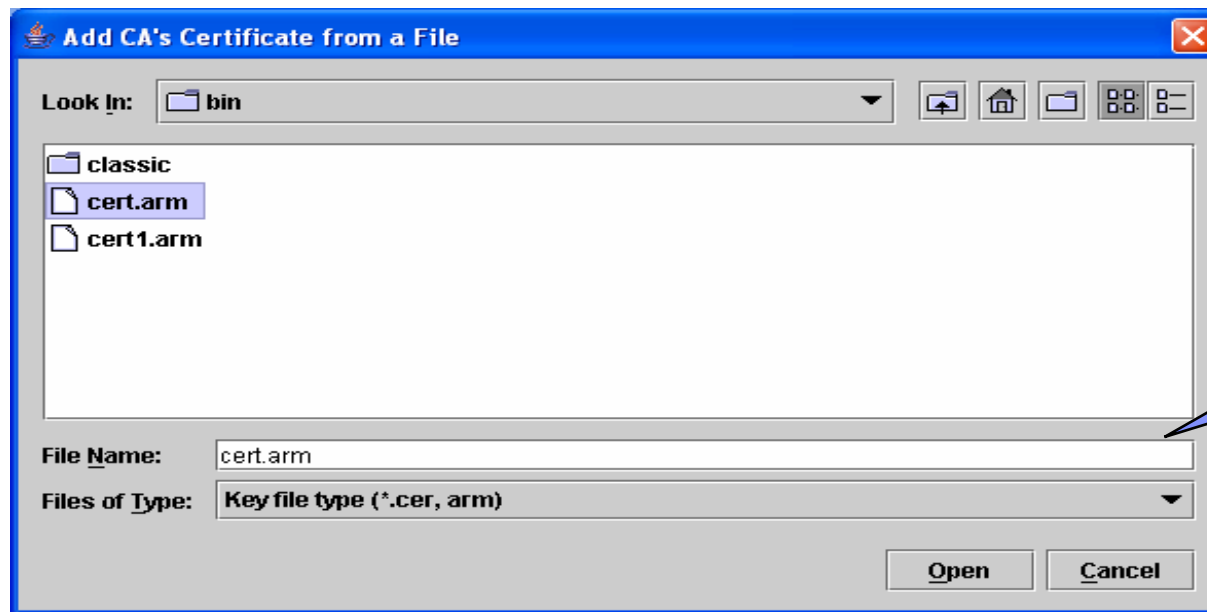 Add CA's Certificate from a File
Look In: bin
classic
cert.arm
cert1.arm
File Name: cert.arm
Files of Type: Key file type (*.cer, arm)
Open Cancel